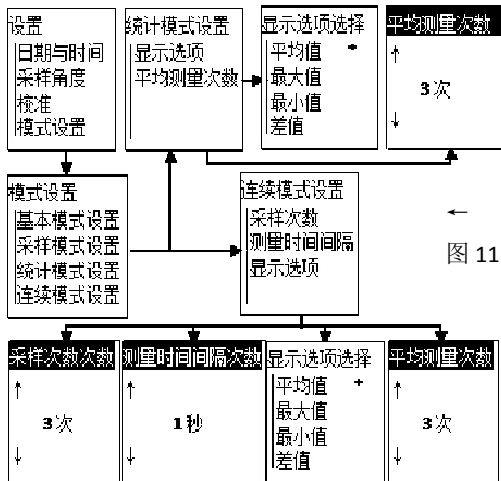 设置
日期与时间
采样角度
校准
模式设置
统计模式设置
显示选项
平均测量次数
显示选项选择
平均值 *
最大值
最小值
差值
平均测量次数
↑
3次
↓
模式设置
基本模式设置
采样模式设置
统计模式设置
连续模式设置
连续模式设置
采样次数
测量时间间隔
显示选项
←
图 11
采样次数次数
↑
3次
↓
测量时间间隔次数
↑
1秒
↓
显示选项选择
平均值 +
最大值
最小值
差值
平均测量次数
↑
3次
↓